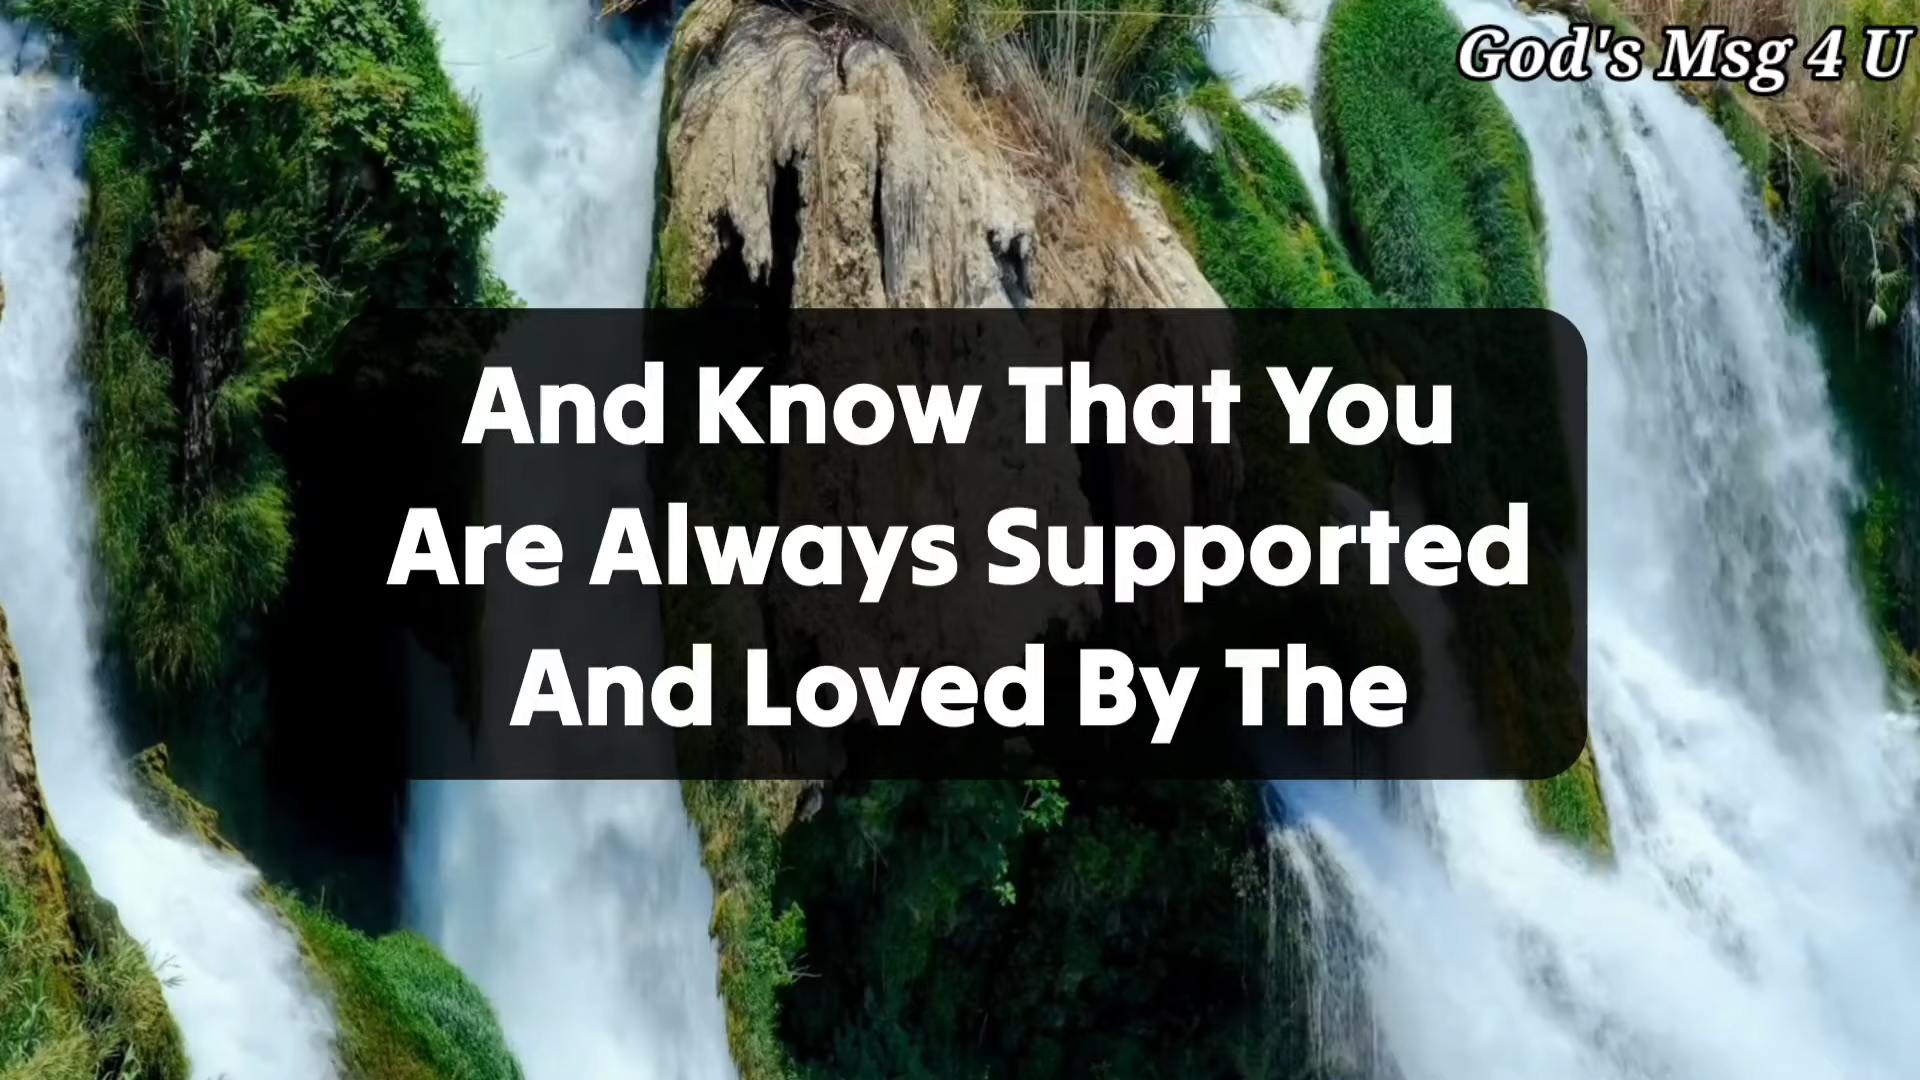 God's Msg 4 U
And Know That You
Are Always Supported
And Loved By The